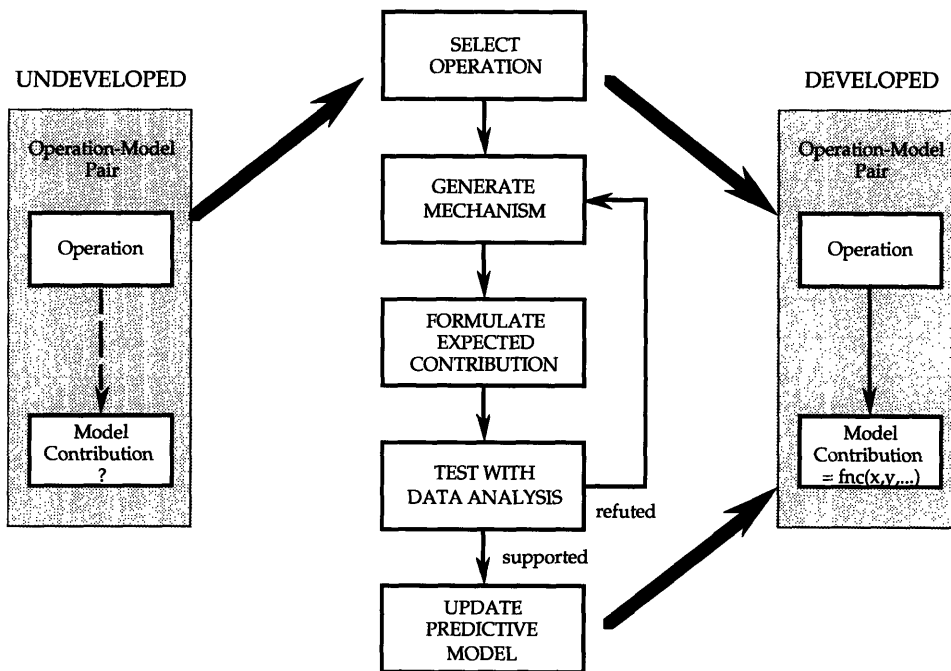 UNDEVELOPED
Operation-Model
Pair
Operation
Model
Contribution
?
SELECT
OPERATION
GENERATE
MECHANISM
FORMULATE
EXPECTED
CONTRIBUTION
TEST WITH
DATA ANALYSIS
refuted
supported
UPDATE
PREDICTIVE
MODEL
DEVELOPED
Operation-Model
Pair
Operation
Model
Contribution
= fnc(x,y,...)